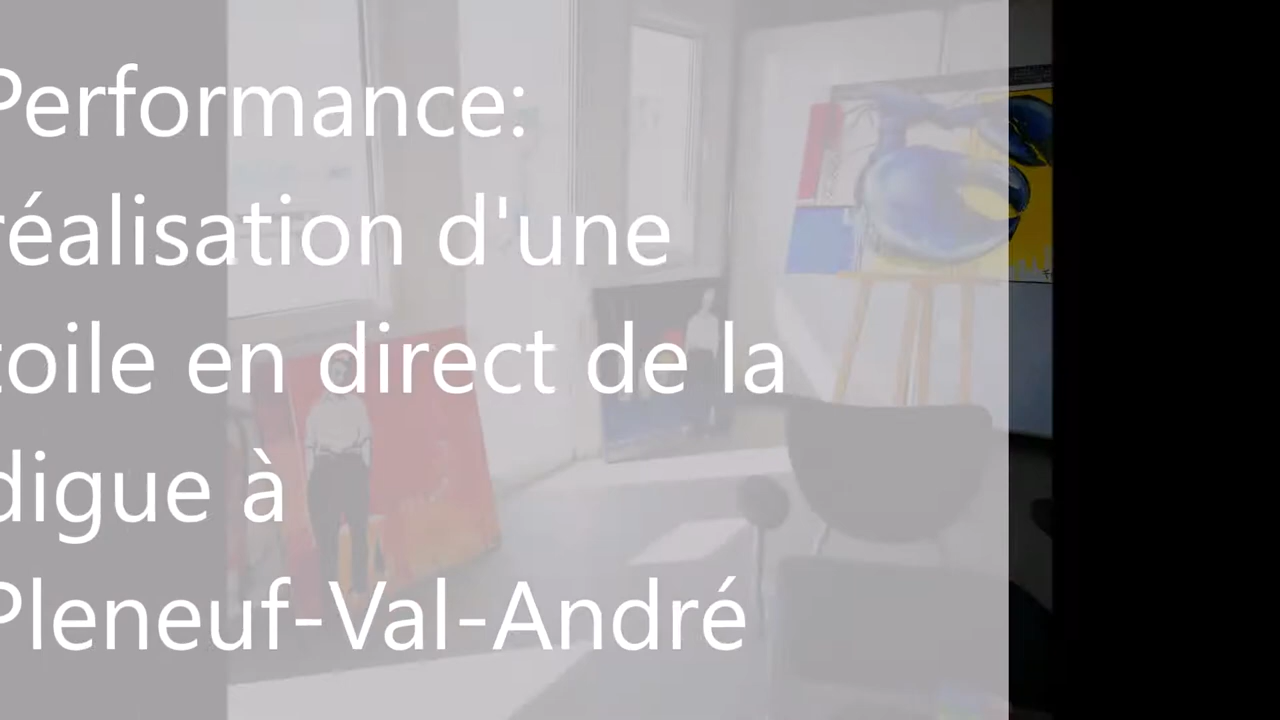 Performance:
réalisation d'une
toile en direct de la
digue à
Pleneuf-Val-André